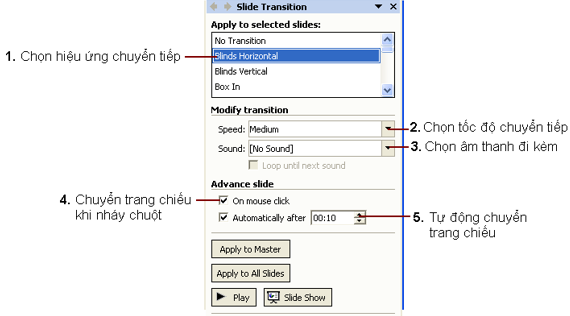 Slide Transition
Apply to selected slides:
No Transition
Blinds Horizontal
Blinds Vertical
Box In
1. Chọn hiệu ứng chuyển tiếp
Modify transition
Speed: Medium
2. Chọn tốc độ chuyển tiếp
Sound: [No Sound]
3. Chọn âm thanh đi kèm
Loop until next sound
Advance slide
4. Chuyển trang chiếu
khi nháy chuột
On mouse click
Automatically after 00:10
5. Tự động chuyển
trang chiếu
Apply to Master
Apply to All Slides
Play
Slide Show